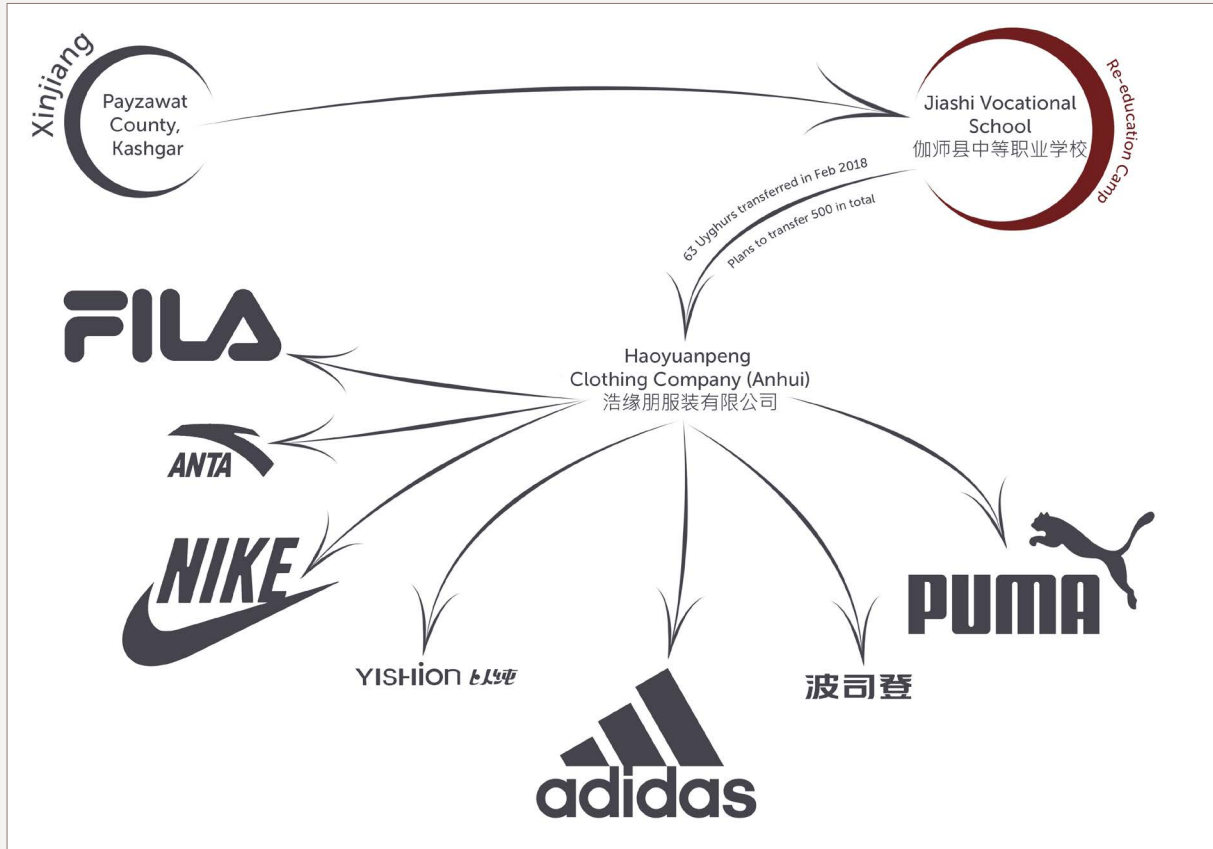 Xinjiang
Payzawat
County,
Kashgar
Jiashi Vocational
School
伽师县中等职业学校
Re-education Camp
63 Uyghurs transferred in Feb 2018
Plans to transfer 500 in total
Haoyuanpeng
Clothing Company (Anhui)
浩缘朋服装有限公司
FILA
ANTA
NIKE
YISHION 以纯
adidas
波司登
PUMA